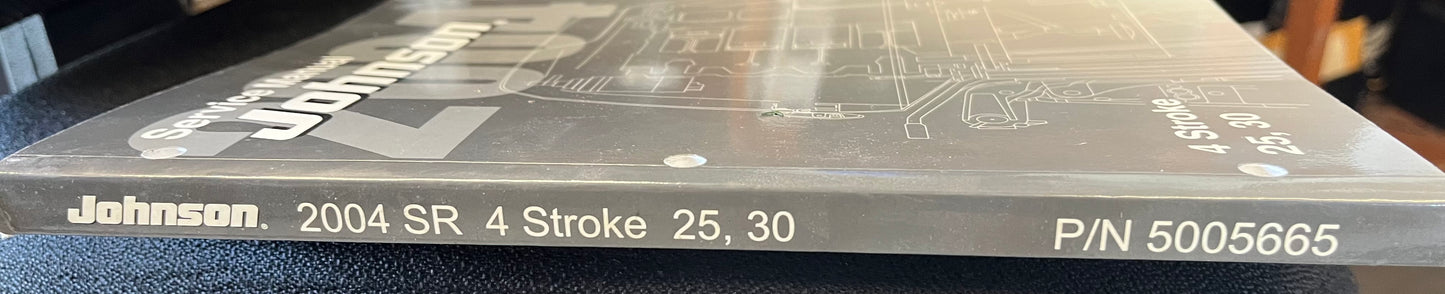 2004
Service Manual
Johnson.
4 Stroke
25, 30
Johnson. 2004 SR 4 Stroke 25, 30 P/N 5005665